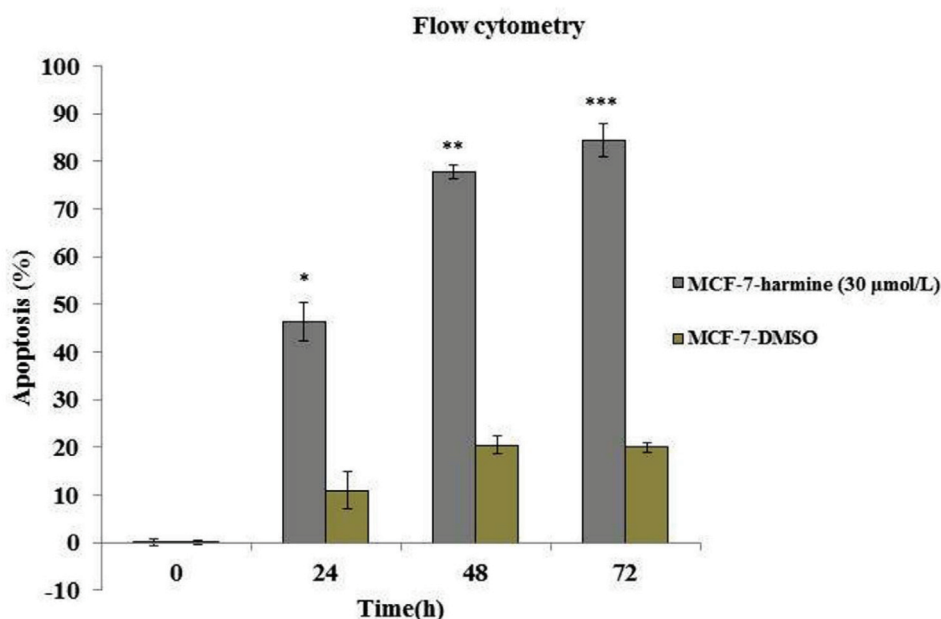 Flow cytometry
100
90
80
70
60
50
40
30
20
10
0
-10
Apoptosis (%)
*
**
***
MCF-7-harmine (30 µmol/L)
MCF-7-DMSO
0 24 48 72
Time(h)